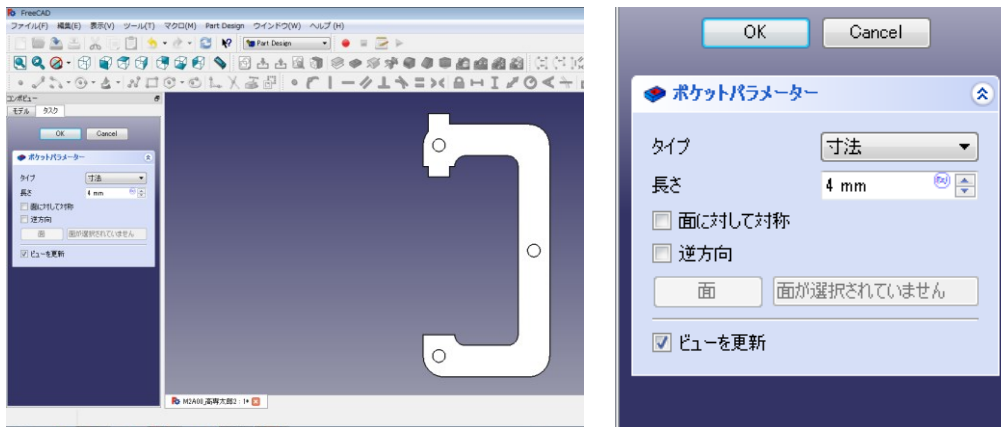 FreeCAD
ファイル(F) 編集(E) 表示(V) ツール(T) マクロ(M) Part Design ウインドウ(W) ヘルプ(H)
Part Design
コンボビュー
モデル タスク
OK Cancel
ポケットパラメーター
タイプ 寸法
長さ 4 mm
面に対して対称
逆方向
面 面が選択されていません
ビューを更新
OK Cancel
ポケットパラメーター
タイプ 寸法
長さ 4 mm
面に対して対称
逆方向
面 面が選択されていません
ビューを更新